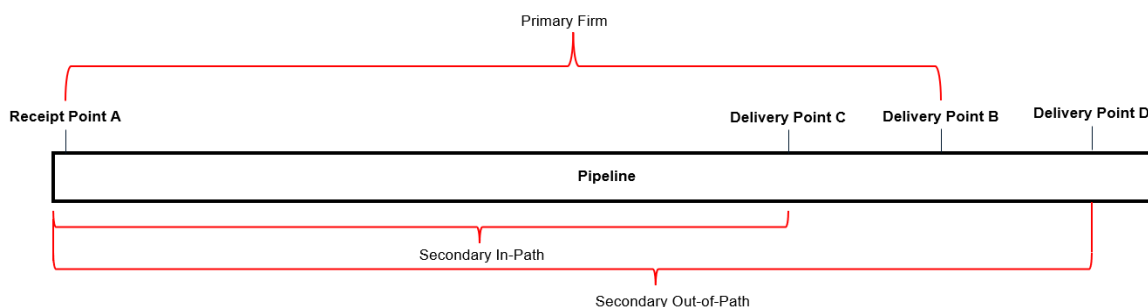 Primary Firm
Receipt Point A
Delivery Point C
Delivery Point B
Delivery Point D
Pipeline
Secondary In-Path
Secondary Out-of-Path